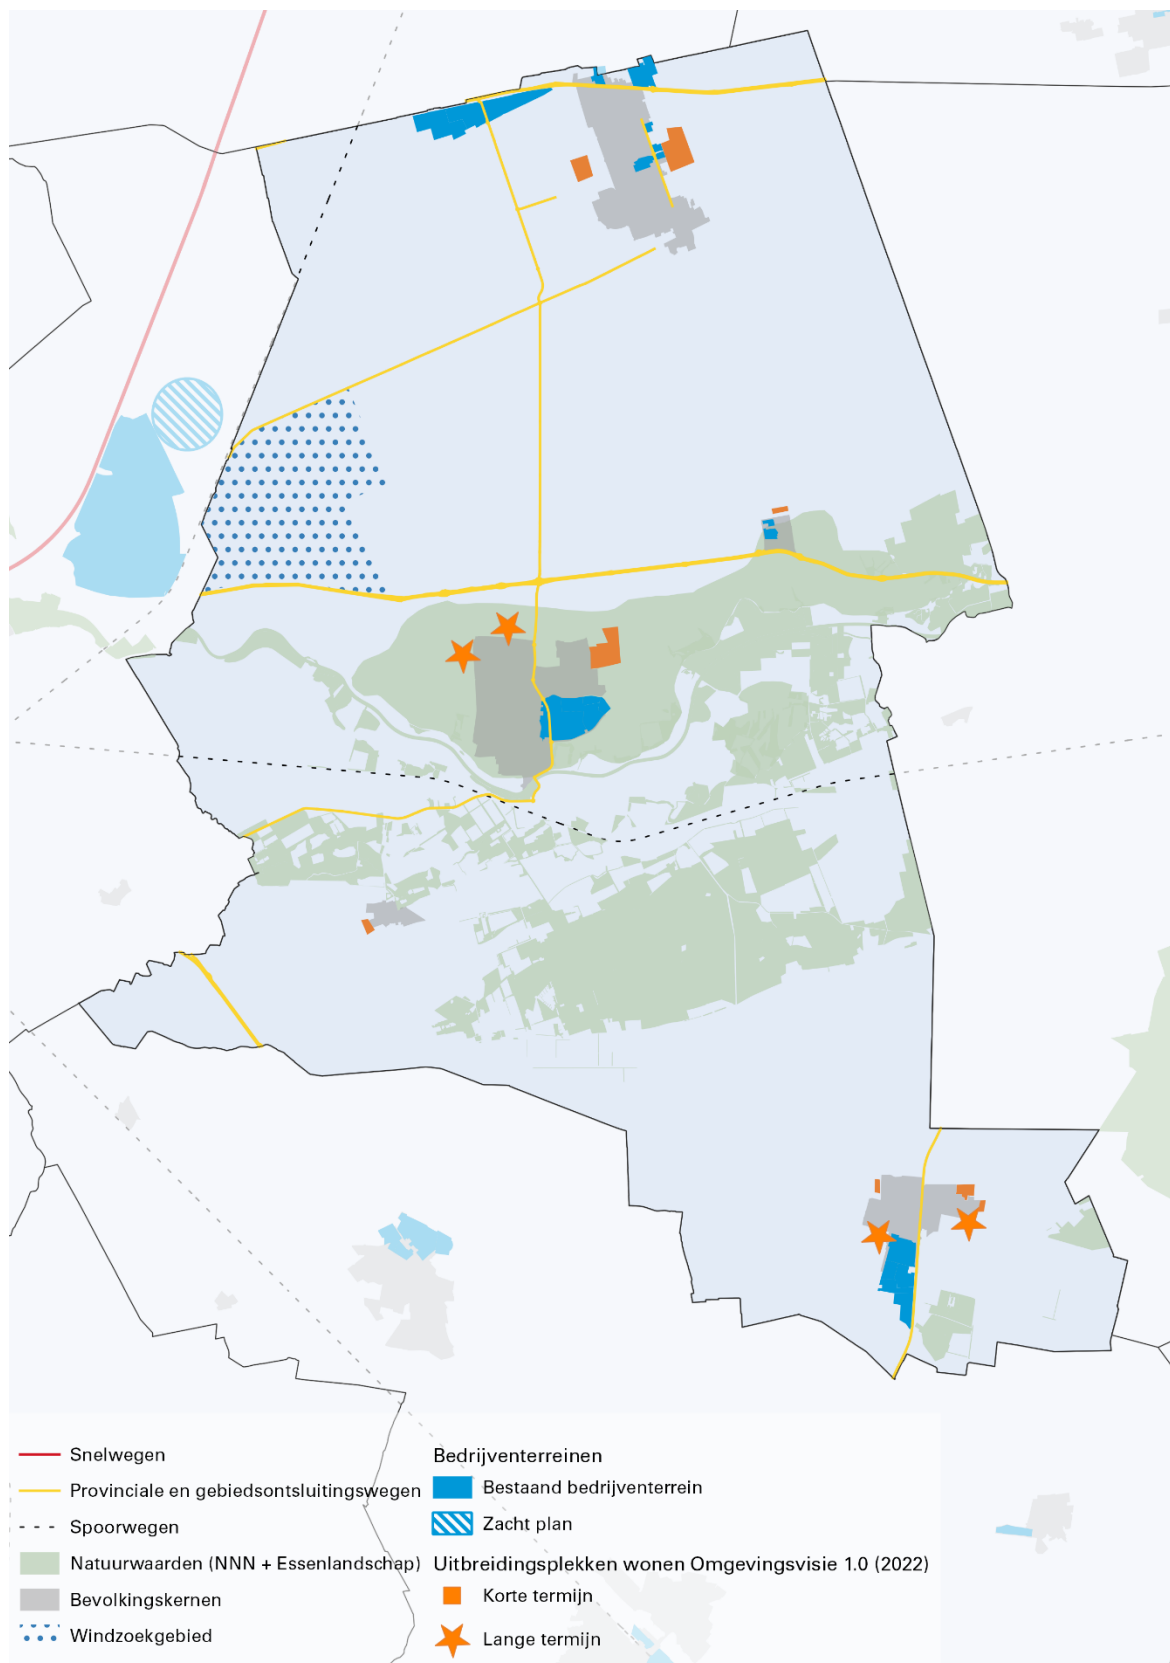 Snelwegen
Provinciale en gebiedsontsluitingswegen
Spoorwegen
Natuurwaarden (NNN + Essenlandschap)
Bevolkingskernen
Windzoekgebied
Bedrijventerreinen
Bestaand bedrijventerrein
Zacht plan
Uitbreidingsplekken wonen Omgevingsvisie 1.0 (2022)
Korte termijn
Lange termijn